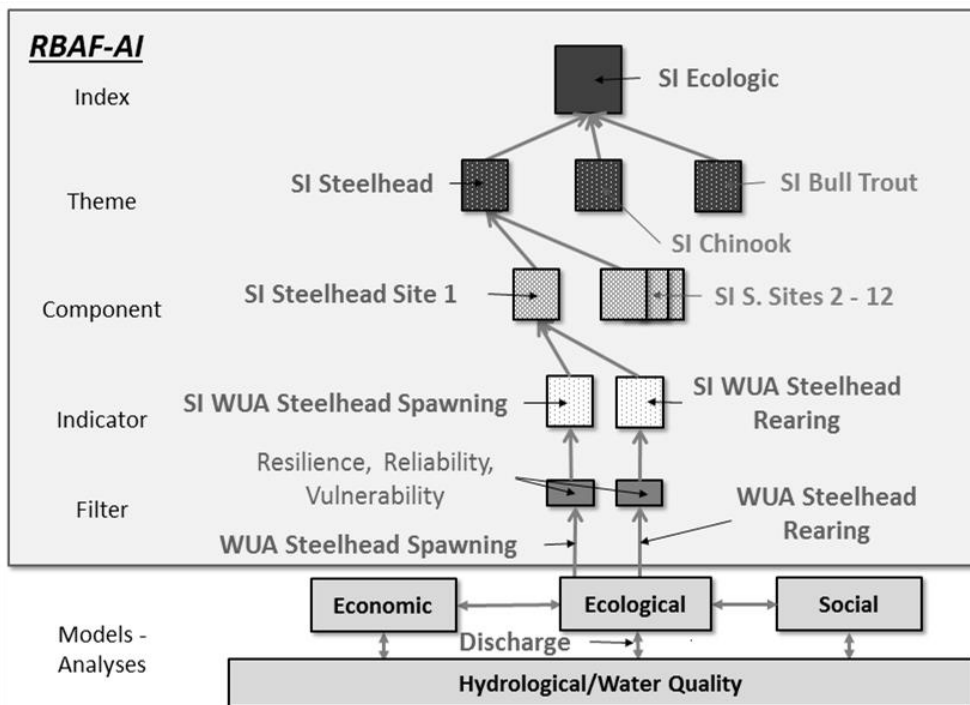 RBAF-AI
Index
SI Ecologic
Theme
SI Steelhead
SI Bull Trout
SI Chinook
Component
SI Steelhead Site 1
SI S. Sites 2 - 12
Indicator
SI WUA Steelhead Spawning
SI WUA Steelhead
Rearing
Filter
Resilience, Reliability,
Vulnerability
WUA Steelhead Spawning
WUA Steelhead
Rearing
Models -
Analyses
Economic
Ecological
Social
Discharge
Hydrological/Water Quality